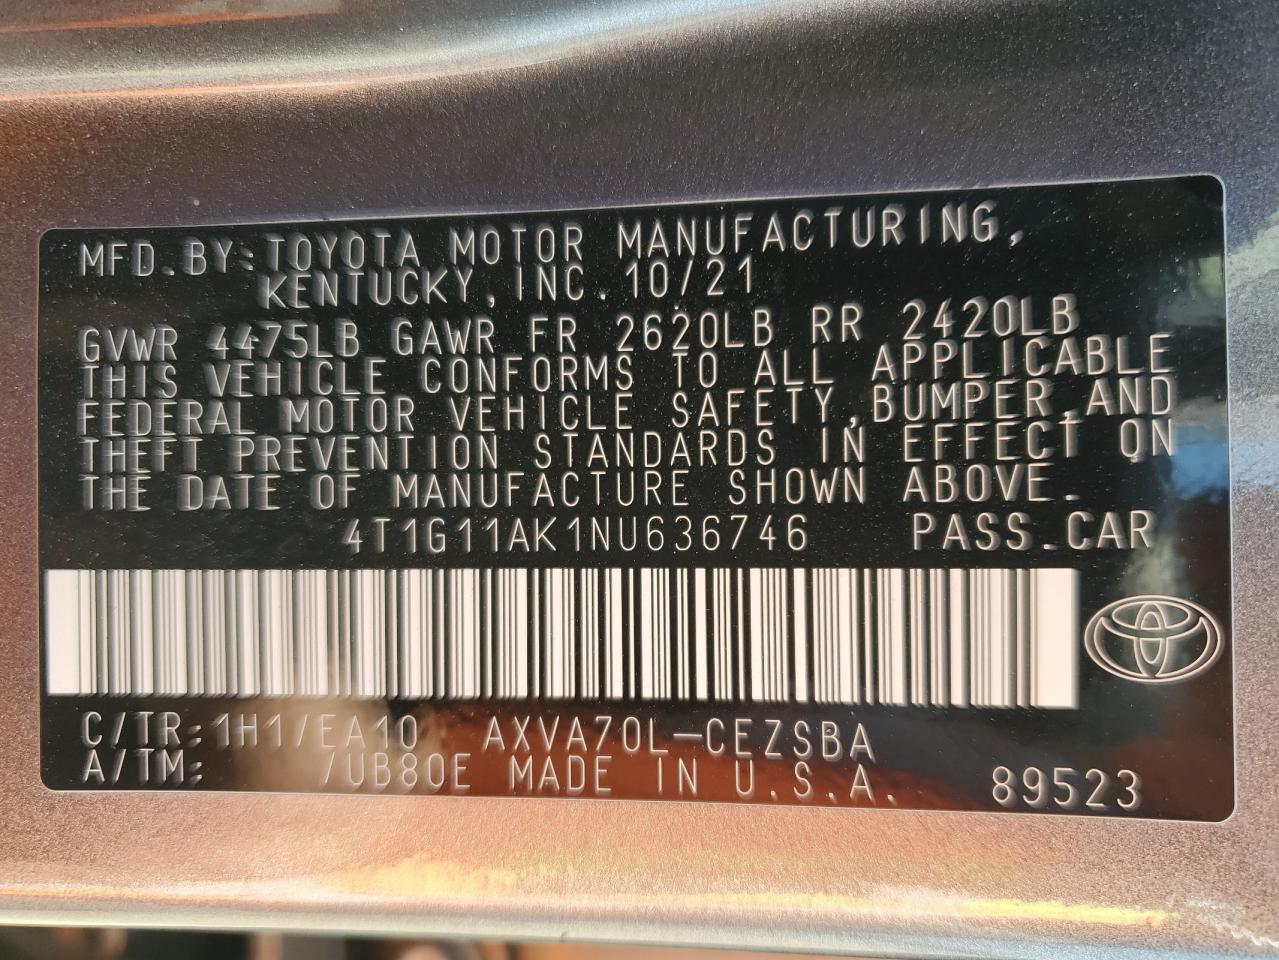 MFD.BY:TOYOTA MOTOR MANUFACTURING,
KENTUCKY,INC.10/21
GVWR 4475LB GAWR FR 2620LB RR 2420LB
THIS VEHICLE CONFORMS TO ALL APPLICABLE
FEDERAL MOTOR VEHICLE SAFETY,BUMPER,AND
THEFT PREVENTION STANDARDS IN EFFECT ON
THE DATE OF MANUFACTURE SHOWN ABOVE.
4T1G11AK1NU636746 PASS.CAR
C/TR:1H1/EA10 AXVA70L-CEZSBA
A/TM: /UB80E MADE IN U.S.A. 89523